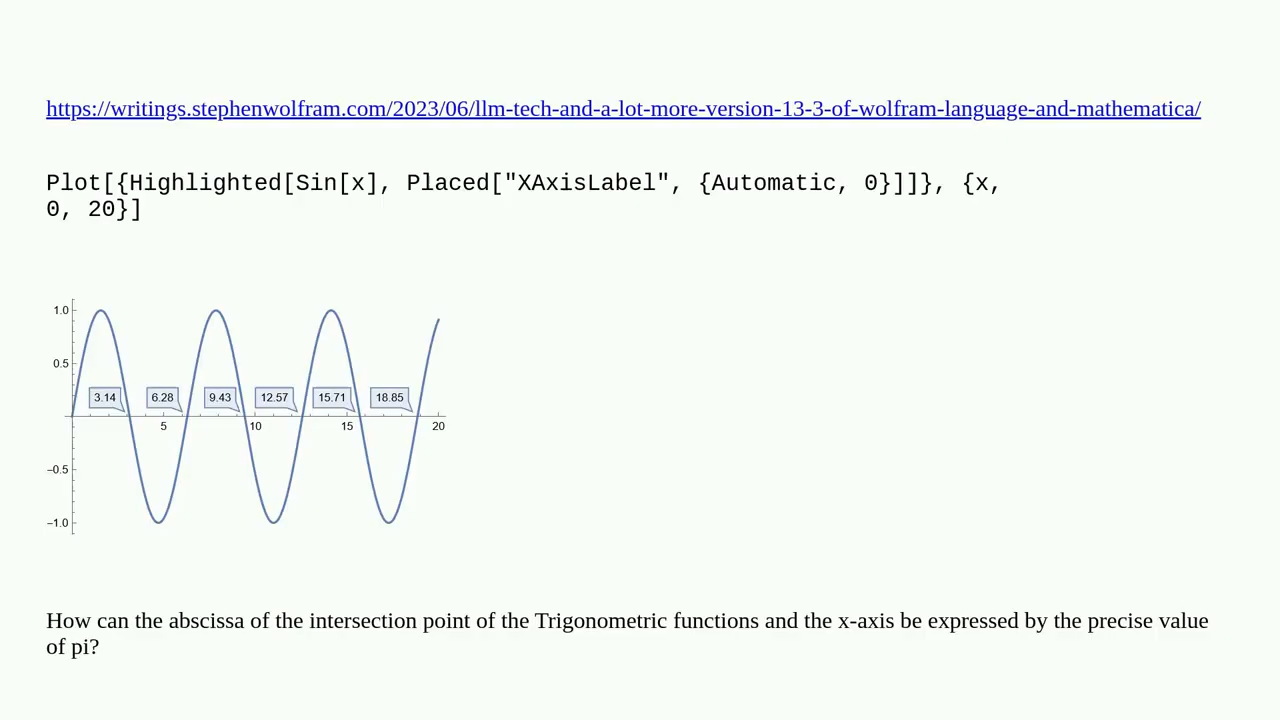 https://writings.stephenwolfram.com/2023/06/llm-tech-and-a-lot-more-version-13-3-of-wolfram-language-and-mathematica/
Plot[{Highlighted[Sin[x], Placed["XAxisLabel", {Automatic, 0}]]}, {x,
0, 20}]
1.0
0.5
3.14 6.28 9.43 12.57 15.71 18.85
5 10 15 20
−0.5
−1.0
How can the abscissa of the intersection point of the Trigonometric functions and the x-axis be expressed by the precise value
of pi?